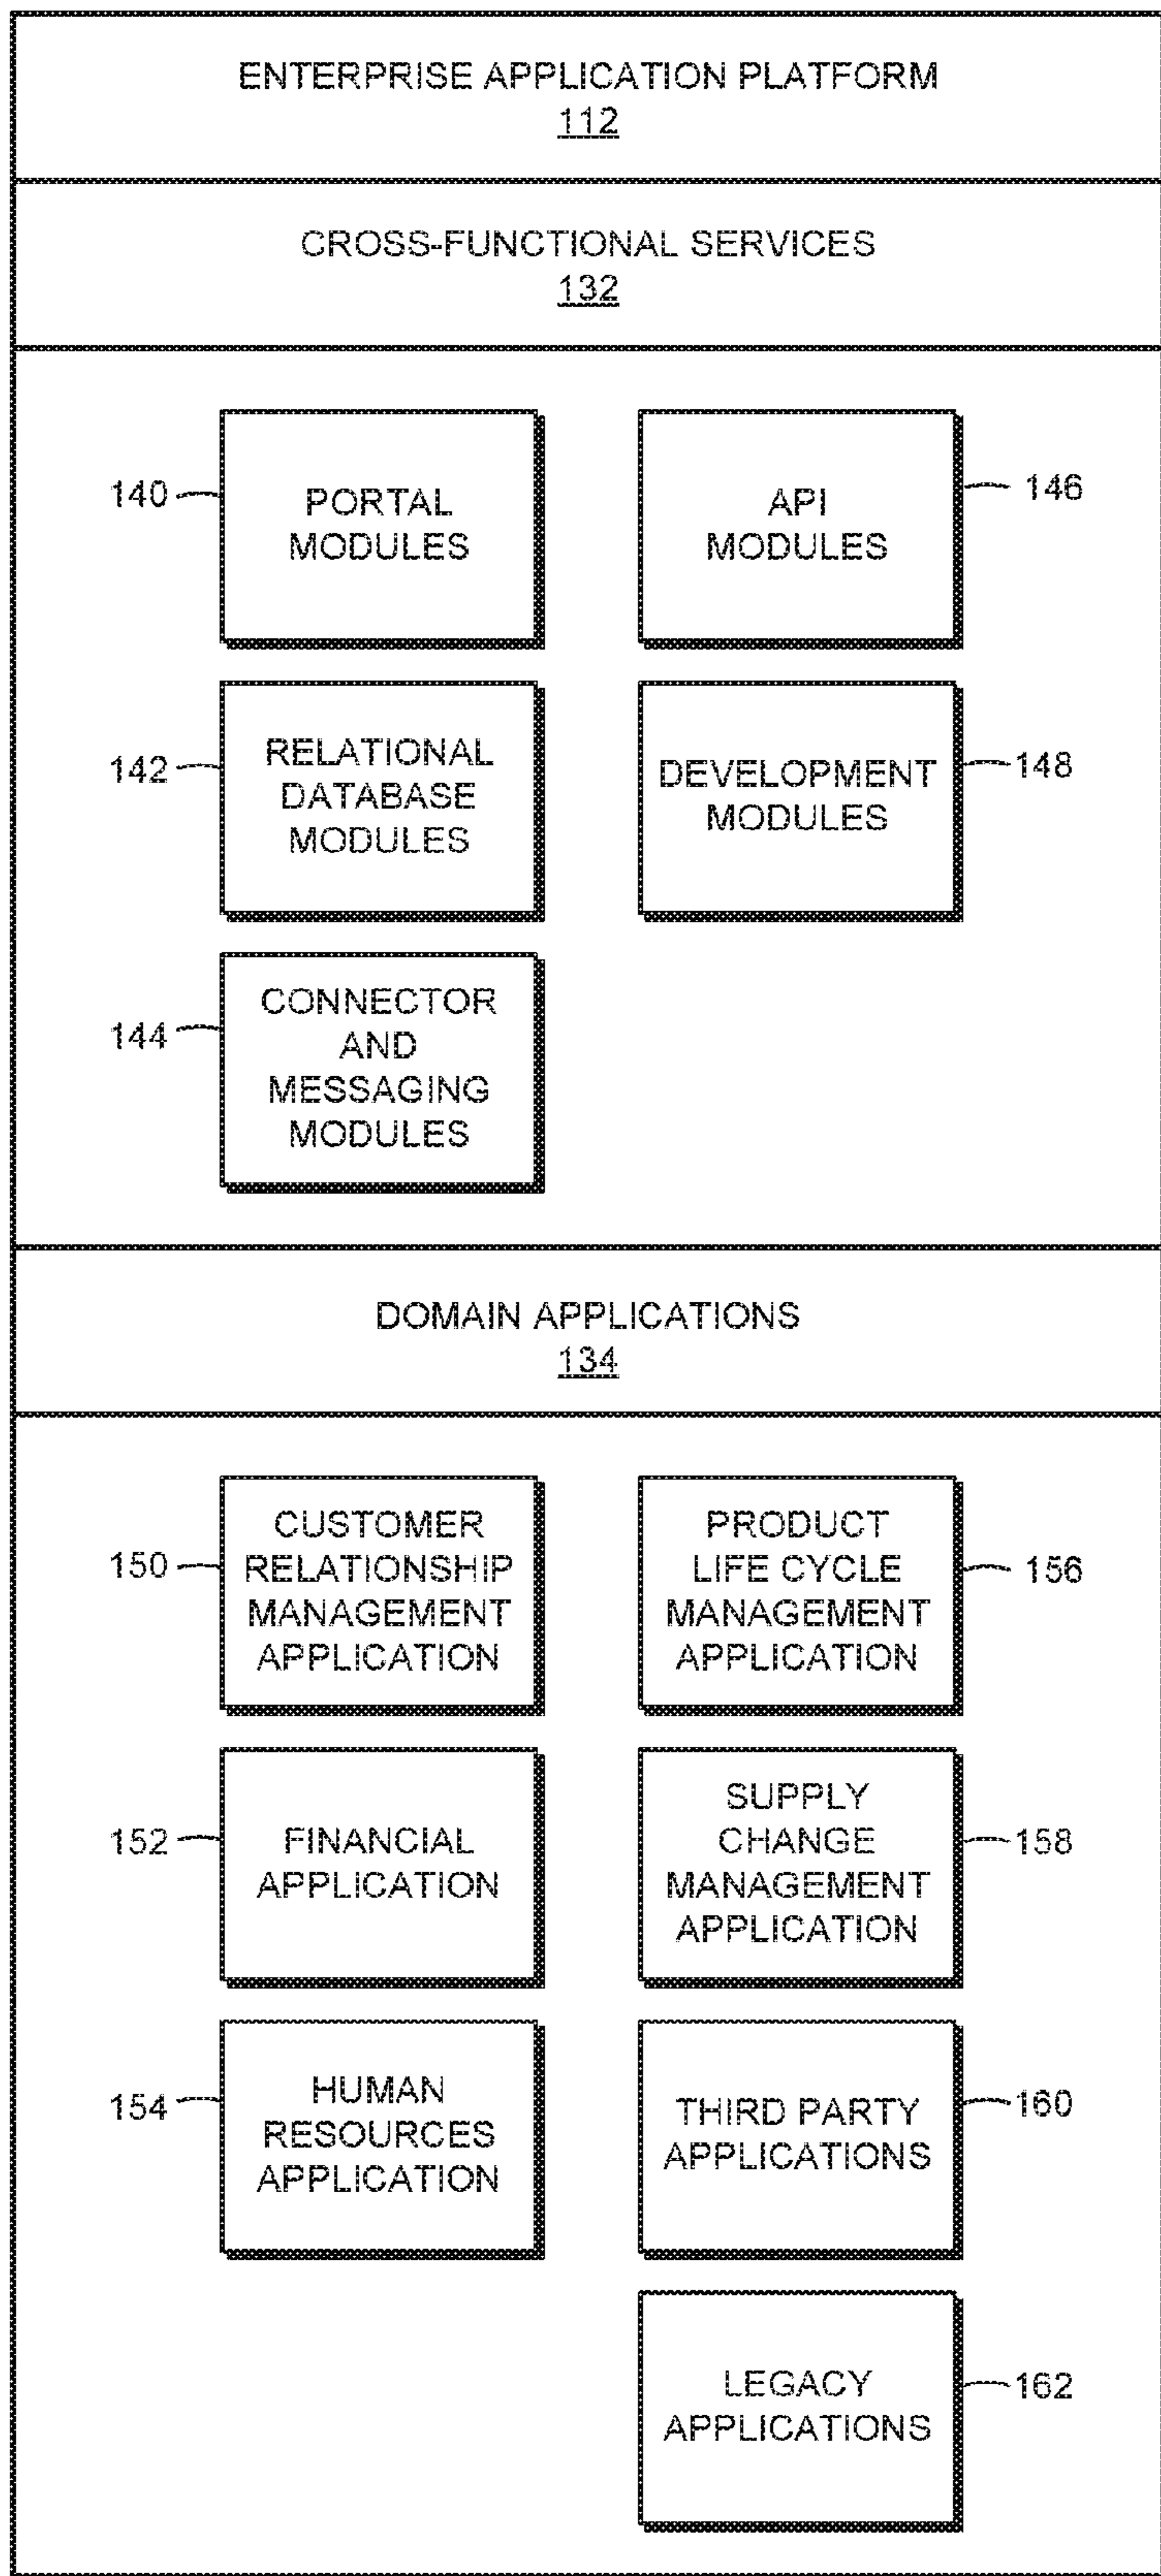 ENTERPRISE APPLICATION PLATFORM
112
CROSS-FUNCTIONAL SERVICES
132
140
PORTAL
MODULES
API
MODULES
146
142
RELATIONAL
DATABASE
MODULES
DEVELOPMENT
MODULES
148
144
CONNECTOR
AND
MESSAGING
MODULES
DOMAIN APPLICATIONS
134
150
CUSTOMER
RELATIONSHIP
MANAGEMENT
APPLICATION
PRODUCT
LIFE CYCLE
MANAGEMENT
APPLICATION
156
152
FINANCIAL
APPLICATION
SUPPLY
CHANGE
MANAGEMENT
APPLICATION
158
154
HUMAN
RESOURCES
APPLICATION
THIRD PARTY
APPLICATIONS
160
LEGACY
APPLICATIONS
162